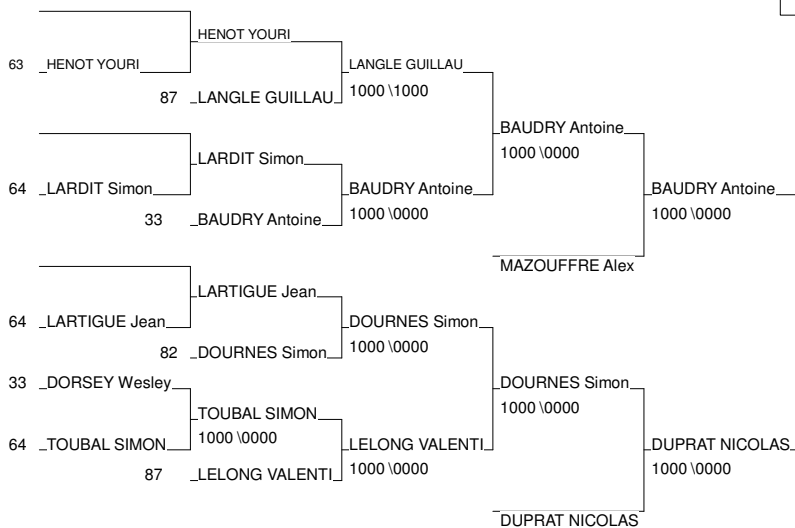 HENOT YOURI
63 HENOT YOURI
LANGLE GUILLAU
1000 \1000
87 LANGLE GUILLAU
BAUDRY Antoine
1000 \0000
LARDIT Simon
64 LARDIT Simon
BAUDRY Antoine
1000 \0000
BAUDRY Antoine
1000 \0000
33 BAUDRY Antoine
MAZOUFFRE Alex
LARTIGUE Jean
64 LARTIGUE Jean
DOURNES Simon
1000 \0000
82 DOURNES Simon
33 DORSEY Wesley
DOURNES Simon
1000 \0000
TOUBAL SIMON
1000 \0000
64 TOUBAL SIMON
LELONG VALENTI
1000 \0000
DUPRAT NICOLAS
1000 \0000
87 LELONG VALENTI
DUPRAT NICOLAS